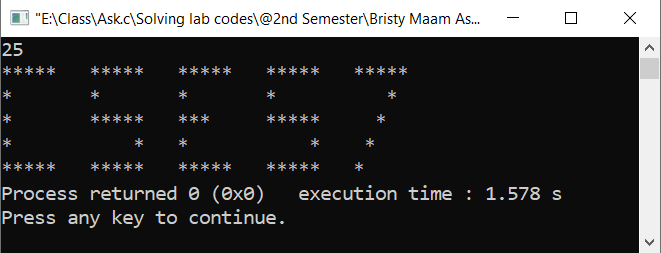 "E:\Class\Ask.c\Solving lab codes\@2nd Semester\Bristy Maam As...
25
*****   *****   *****   *****   *****
*       *       *       *          *
*       *****   ***     *****     *
*           *   *           *    *
*****   *****   *****   *****   *
Process returned 0 (0x0)   execution time : 1.578 s
Press any key to continue.